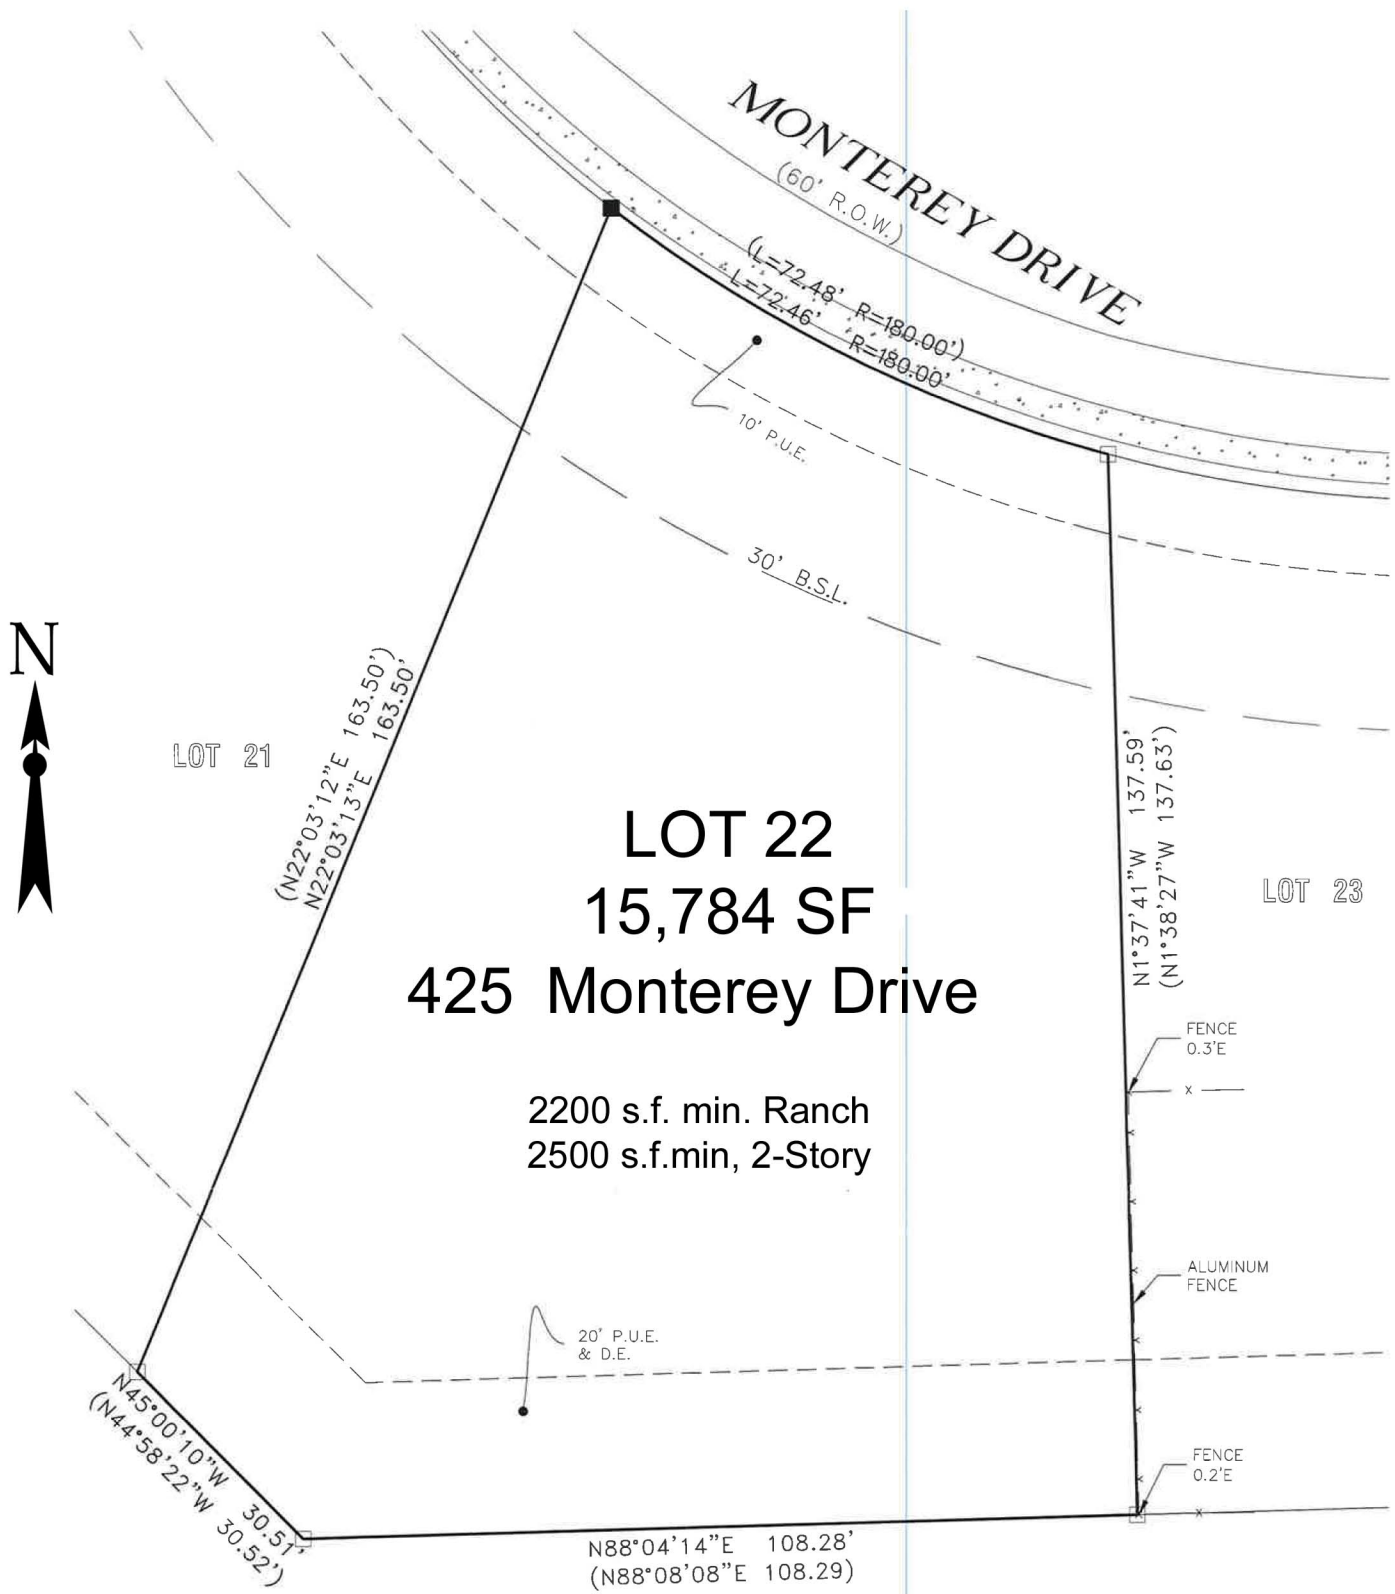 MONTEREY DRIVE
(60' R.O.W.)
(L=72.48' R=180.00')
L=72.46' R=180.00'
10' P.U.E.
30' B.S.L.
N
(N22°03'12"E 163.50')
N22°03'13"E 163.50'
LOT 21
N1°37'41"W 137.59'
(N1°38'27"W 137.63')
LOT 22
15,784 SF
425 Monterey Drive
LOT 23
FENCE
0.3'E
2200 s.f. min. Ranch
2500 s.f.min, 2-Story
ALUMINUM
FENCE
20' P.U.E.
& D.E.
N45°00'10"W 30.51'
(N44°58'22"W 30.52')
FENCE
0.2'E
N88°04'14"E 108.28'
(N88°08'08"E 108.29)